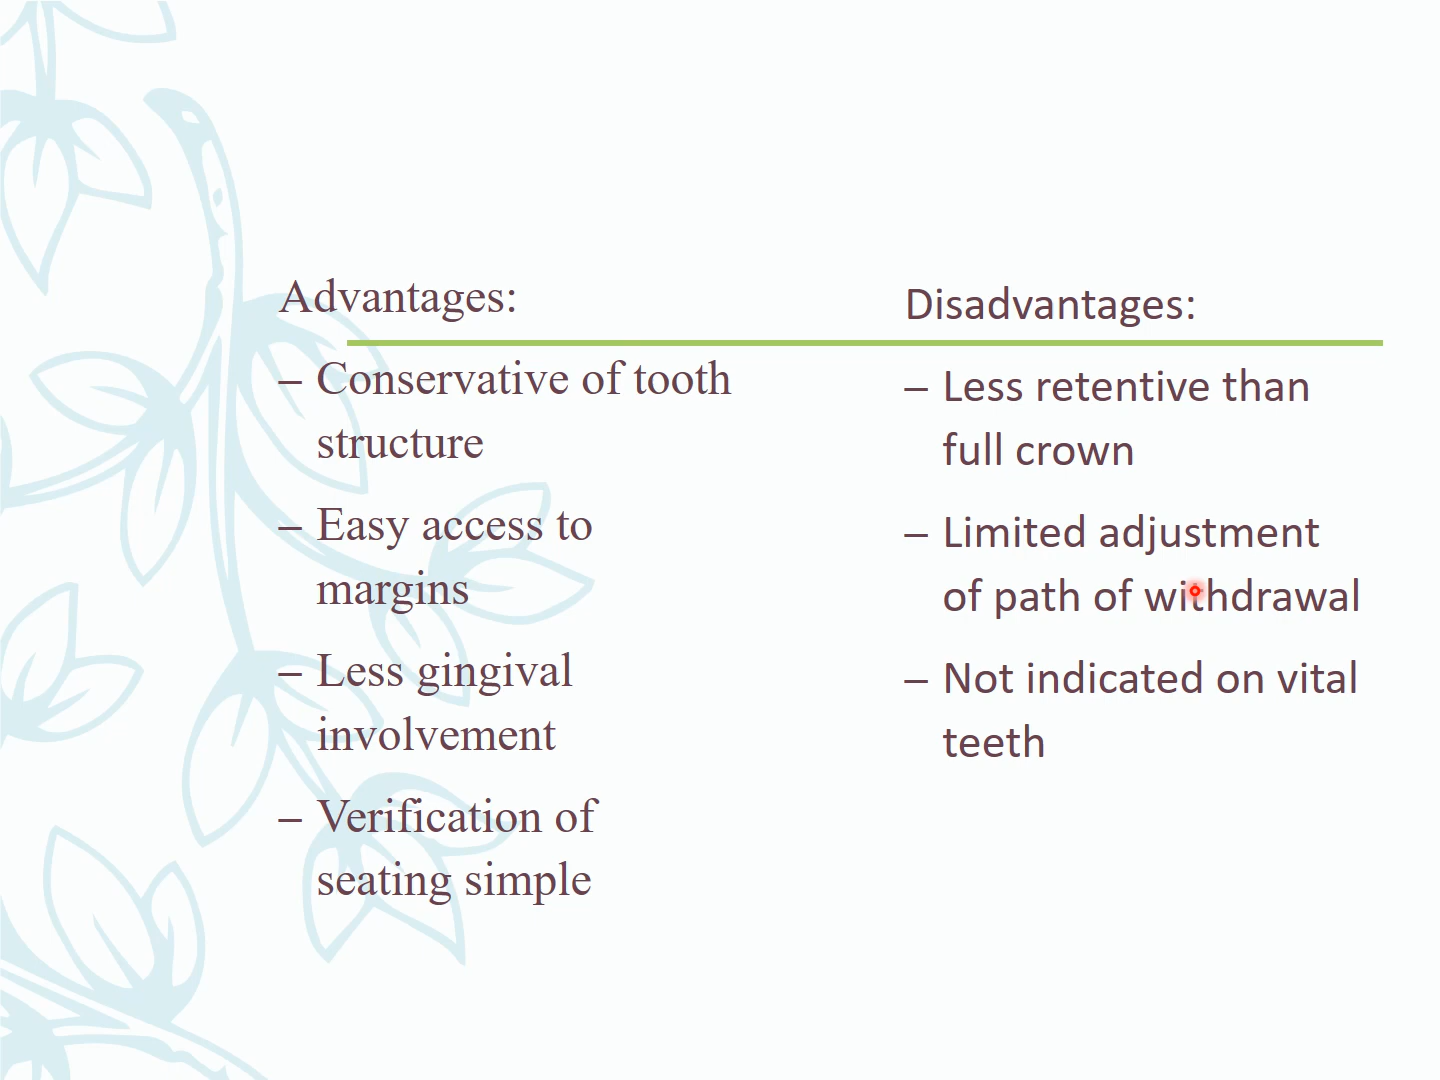 Advantages:
– Conservative of tooth
structure
– Easy access to
margins
– Less gingival
involvement
– Verification of
seating simple
Disadvantages:
– Less retentive than
full crown
– Limited adjustment
of path of withdrawal
– Not indicated on vital
teeth